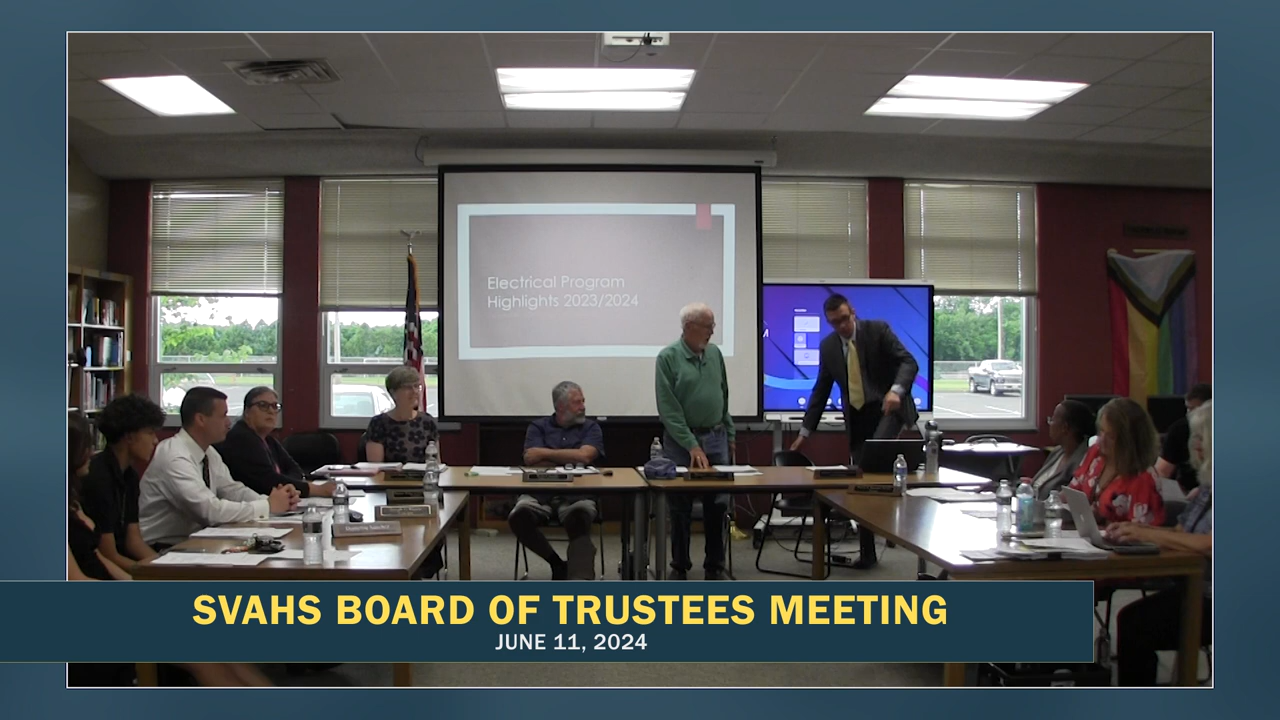 Electrical Program
Highlights 2023/2024
SVAHS BOARD OF TRUSTEES MEETING
JUNE 11, 2024